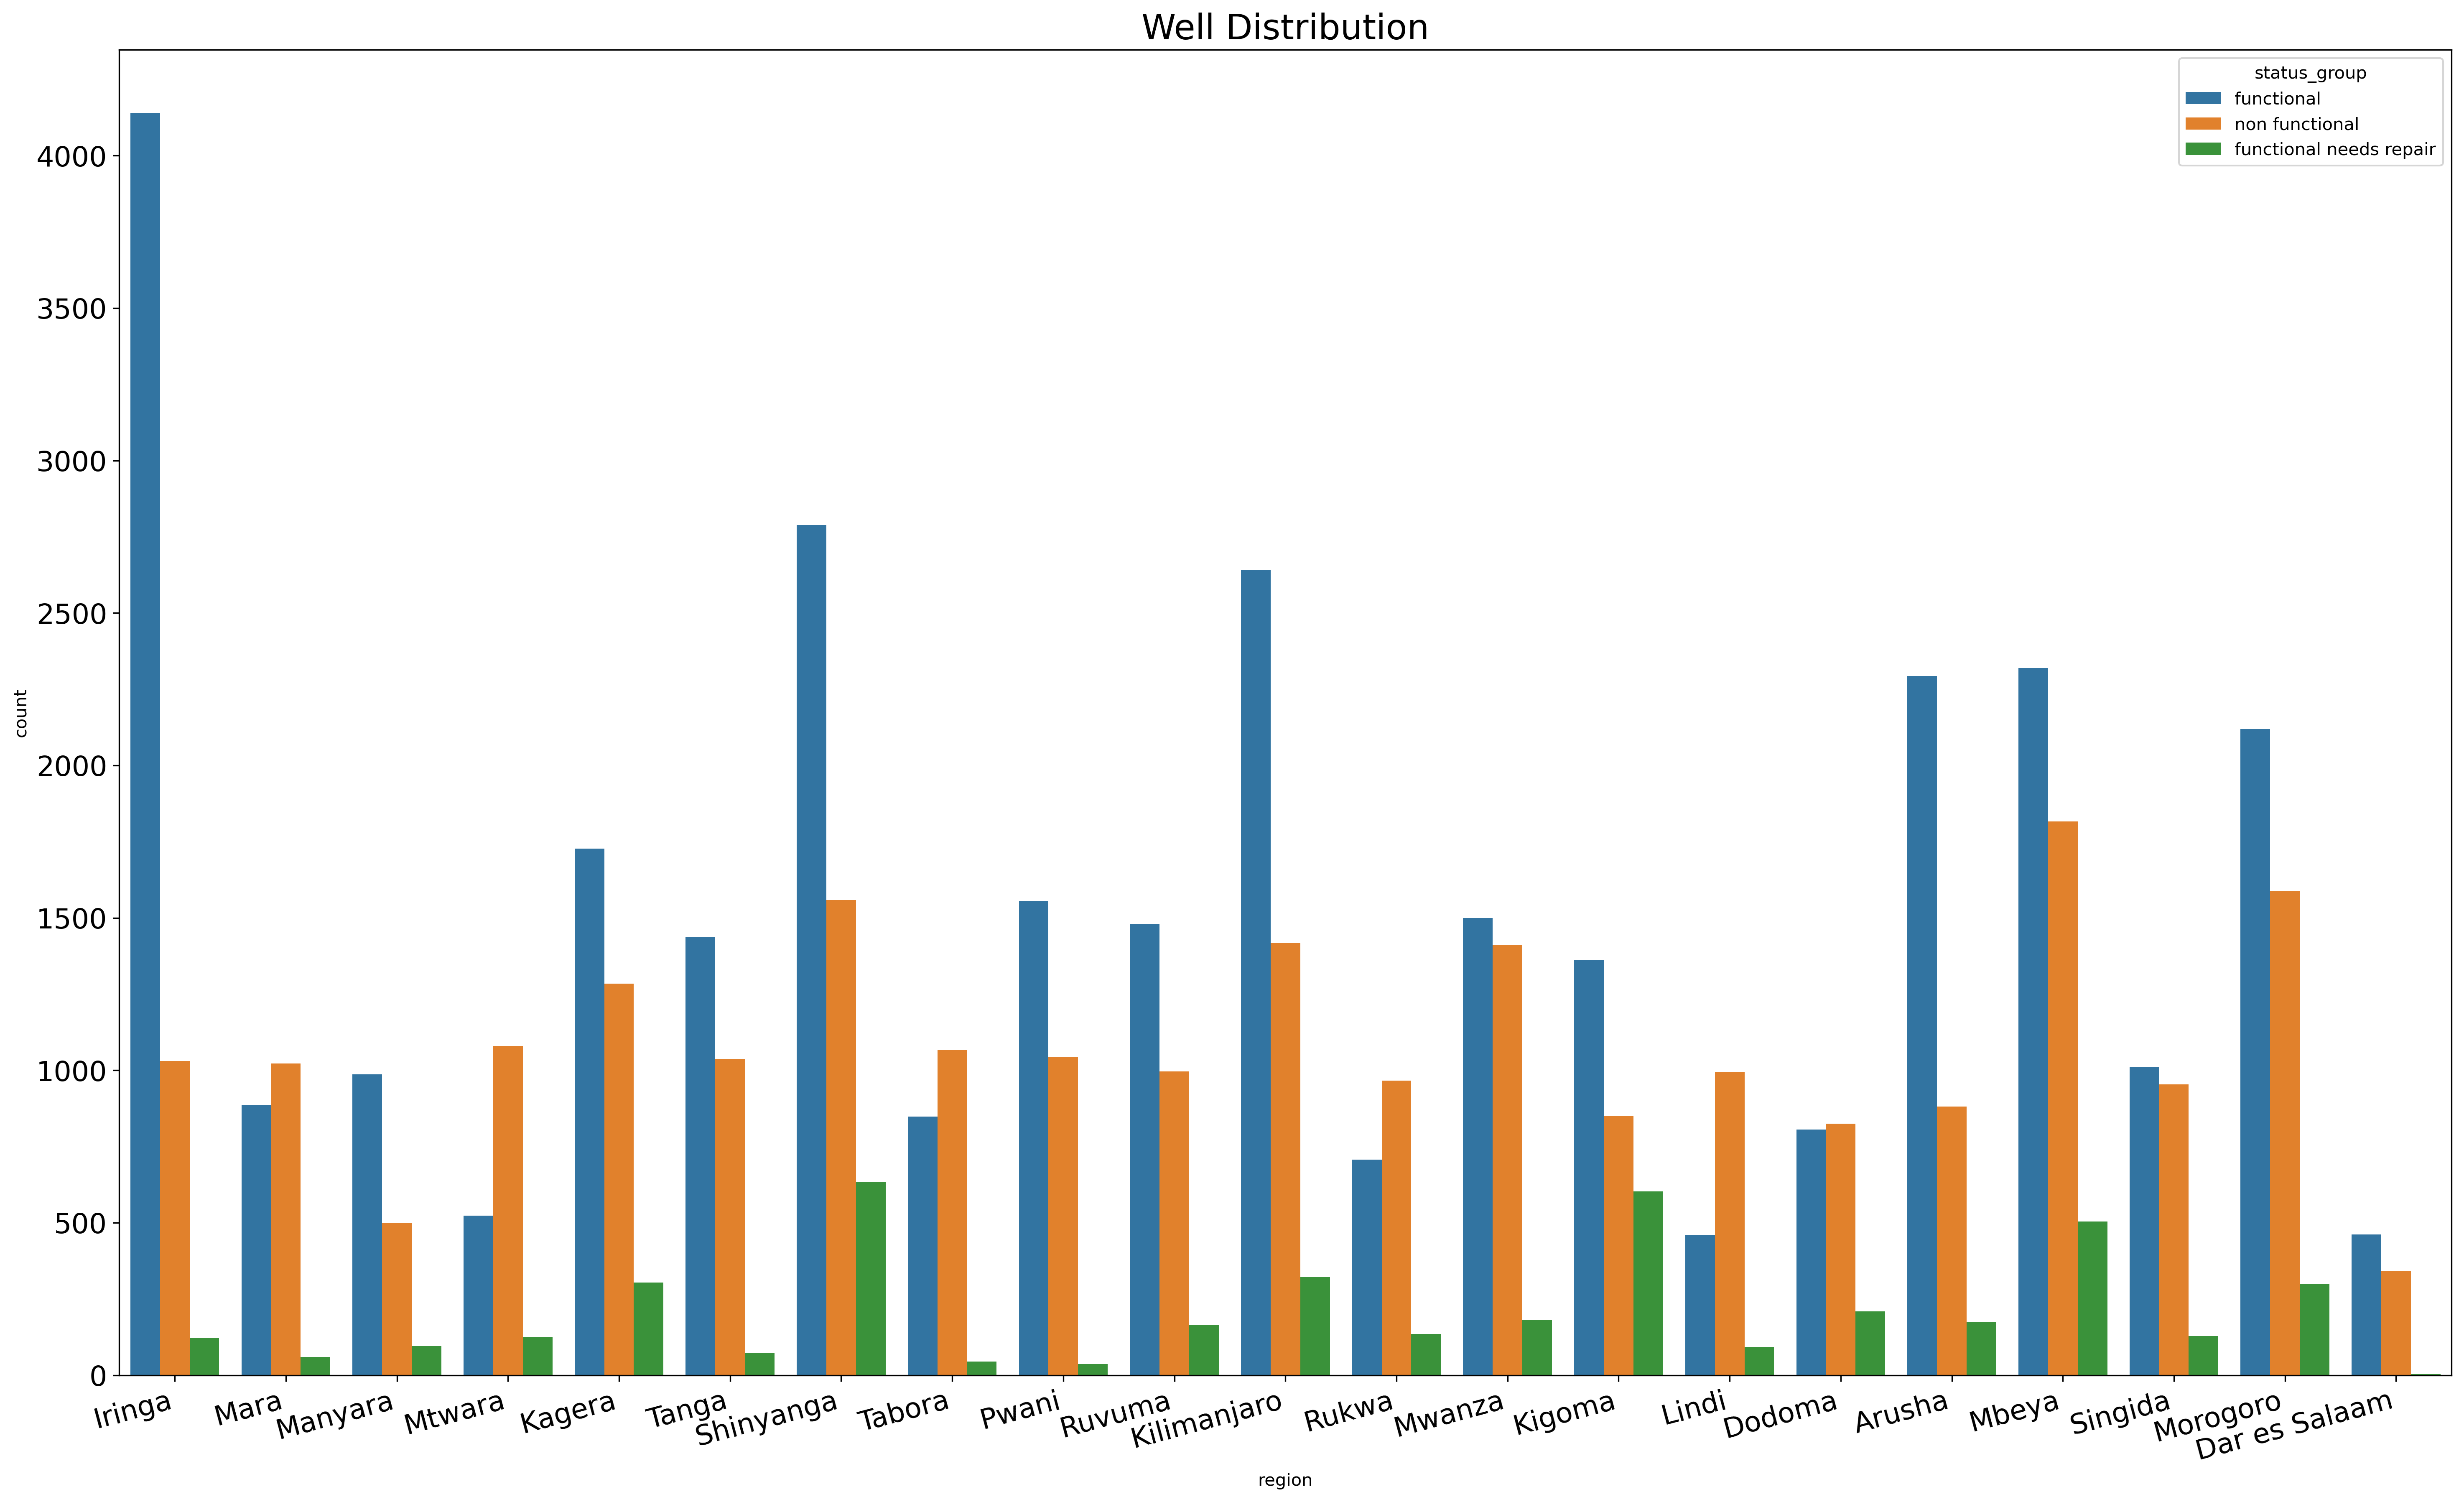 Well Distribution
status_group
functional
non functional
functional needs repair
4000
3500
3000
2500
2000
1500
1000
500
0
count
Iringa
Mara
Manyara
Mtwara
Kagera
Tanga
Shinyanga
Tabora
Pwani
Ruvuma
Kilimanjaro
Rukwa
Mwanza
Kigoma
Lindi
Dodoma
Arusha
Mbeya
Singida
Morogoro
Dar es Salaam
region